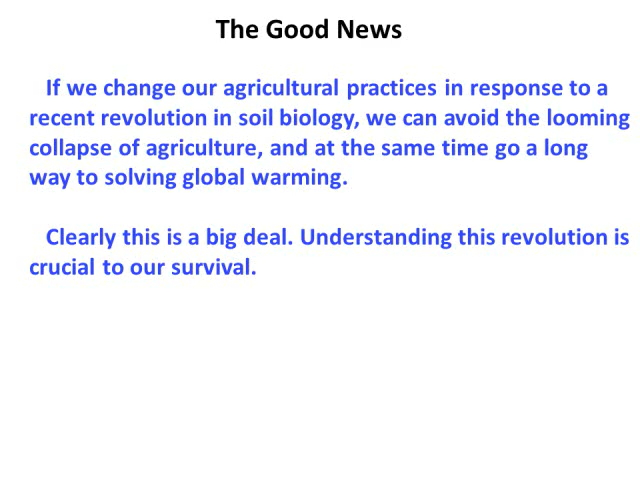 The Good News
If we change our agricultural practices in response to a
recent revolution in soil biology, we can avoid the looming
collapse of agriculture, and at the same time go a long
way to solving global warming.
Clearly this is a big deal. Understanding this revolution is
crucial to our survival.